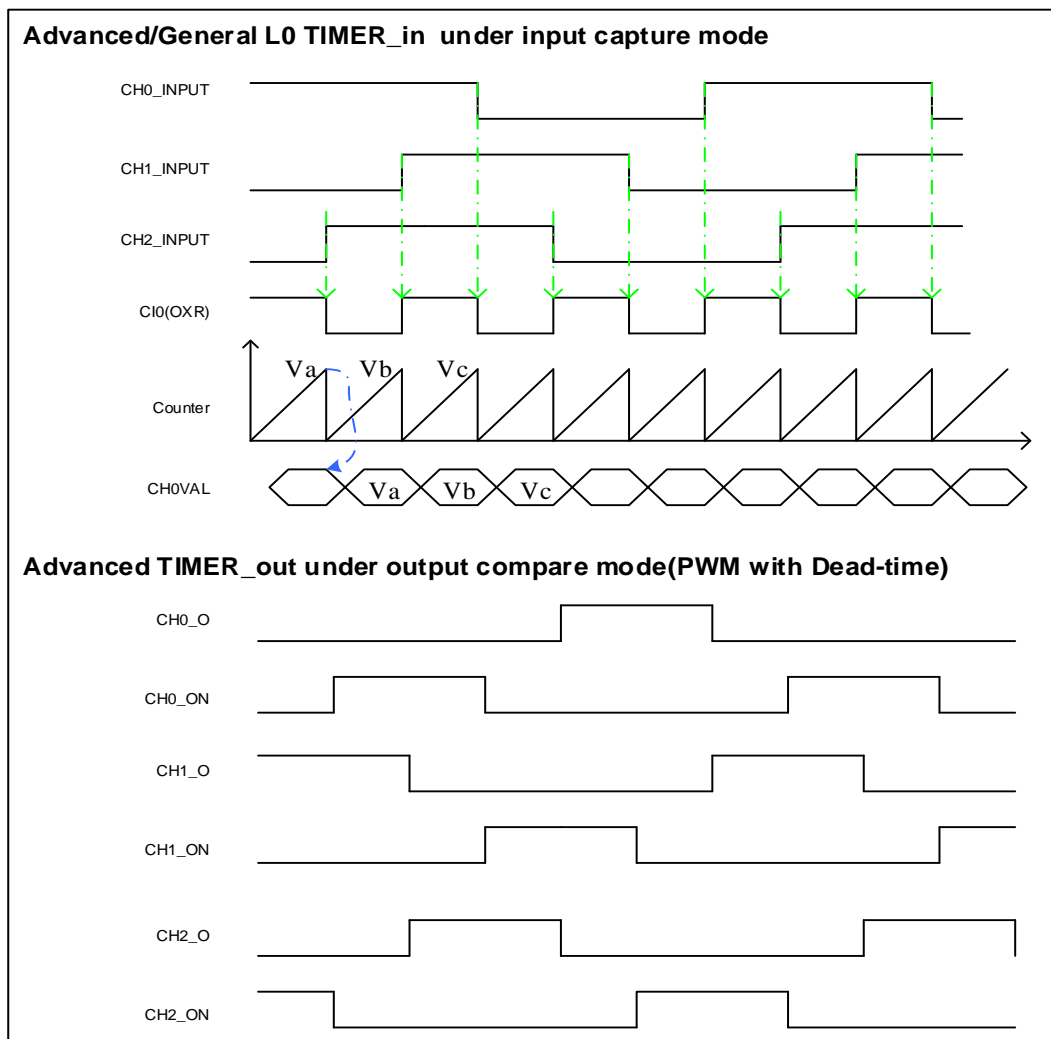 Advanced/General L0 TIMER_in under input capture mode
CH0_INPUT
CH1_INPUT
CH2_INPUT
CI0(OXR)
Va Vb Vc
Counter
CH0VAL Va Vb Vc
Advanced TIMER_out under output compare mode(PWM with Dead-time)
CH0_O
CH0_ON
CH1_O
CH1_ON
CH2_O
CH2_ON